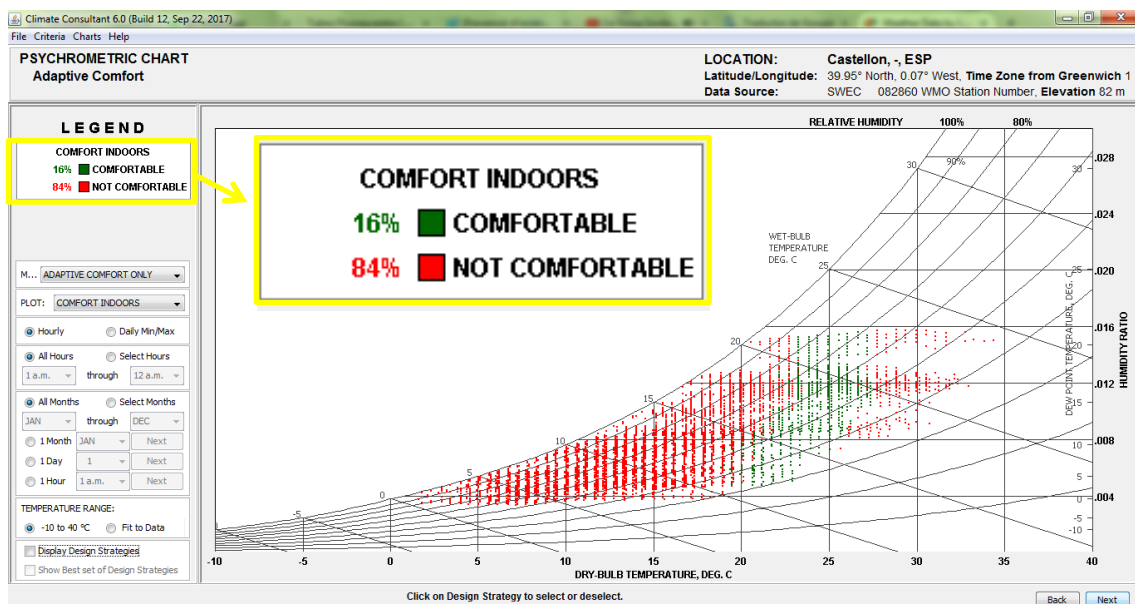 Climate Consultant 6.0 (Build 12, Sep 22, 2017)
File Criteria Charts Help
PSYCHROMETRIC CHART
Adaptive Comfort
LOCATION: Castellon, -, ESP
Latitude/Longitude: 39.95° North, 0.07° West, Time Zone from Greenwich 1
Data Source: SWEC 082860 WMO Station Number, Elevation 82 m
LEGEND
COMFORT INDOORS
16% COMFORTABLE
84% NOT COMFORTABLE
M... ADAPTIVE COMFORT ONLY
PLOT: COMFORT INDOORS
Hourly Daily Min/Max
All Hours Select Hours
1 a.m. through 12 a.m.
All Months Select Months
JAN through DEC
1 Month JAN Next
1 Day 1 Next
1 Hour 1 a.m. Next
TEMPERATURE RANGE:
-10 to 40 ºC Fit to Data
Display Design Strategies
Show Best set of Design Strategies
COMFORT INDOORS
16% COMFORTABLE
84% NOT COMFORTABLE
RELATIVE HUMIDITY 100% 80%
90%
WET-BULB
TEMPERATURE
DEG. C
-5
0
5
10
15
20
25
30
30
25
20
15
10
5
0
-5
-10
DEW POINT TEMPERATURE, DEG. C
.028
.024
.020
.016
.012
.008
.004
HUMIDITY RATIO
-10 -5 0 5 10 15 20 25 30 35 40
DRY-BULB TEMPERATURE, DEG. C
Click on Design Strategy to select or deselect.
Back Next